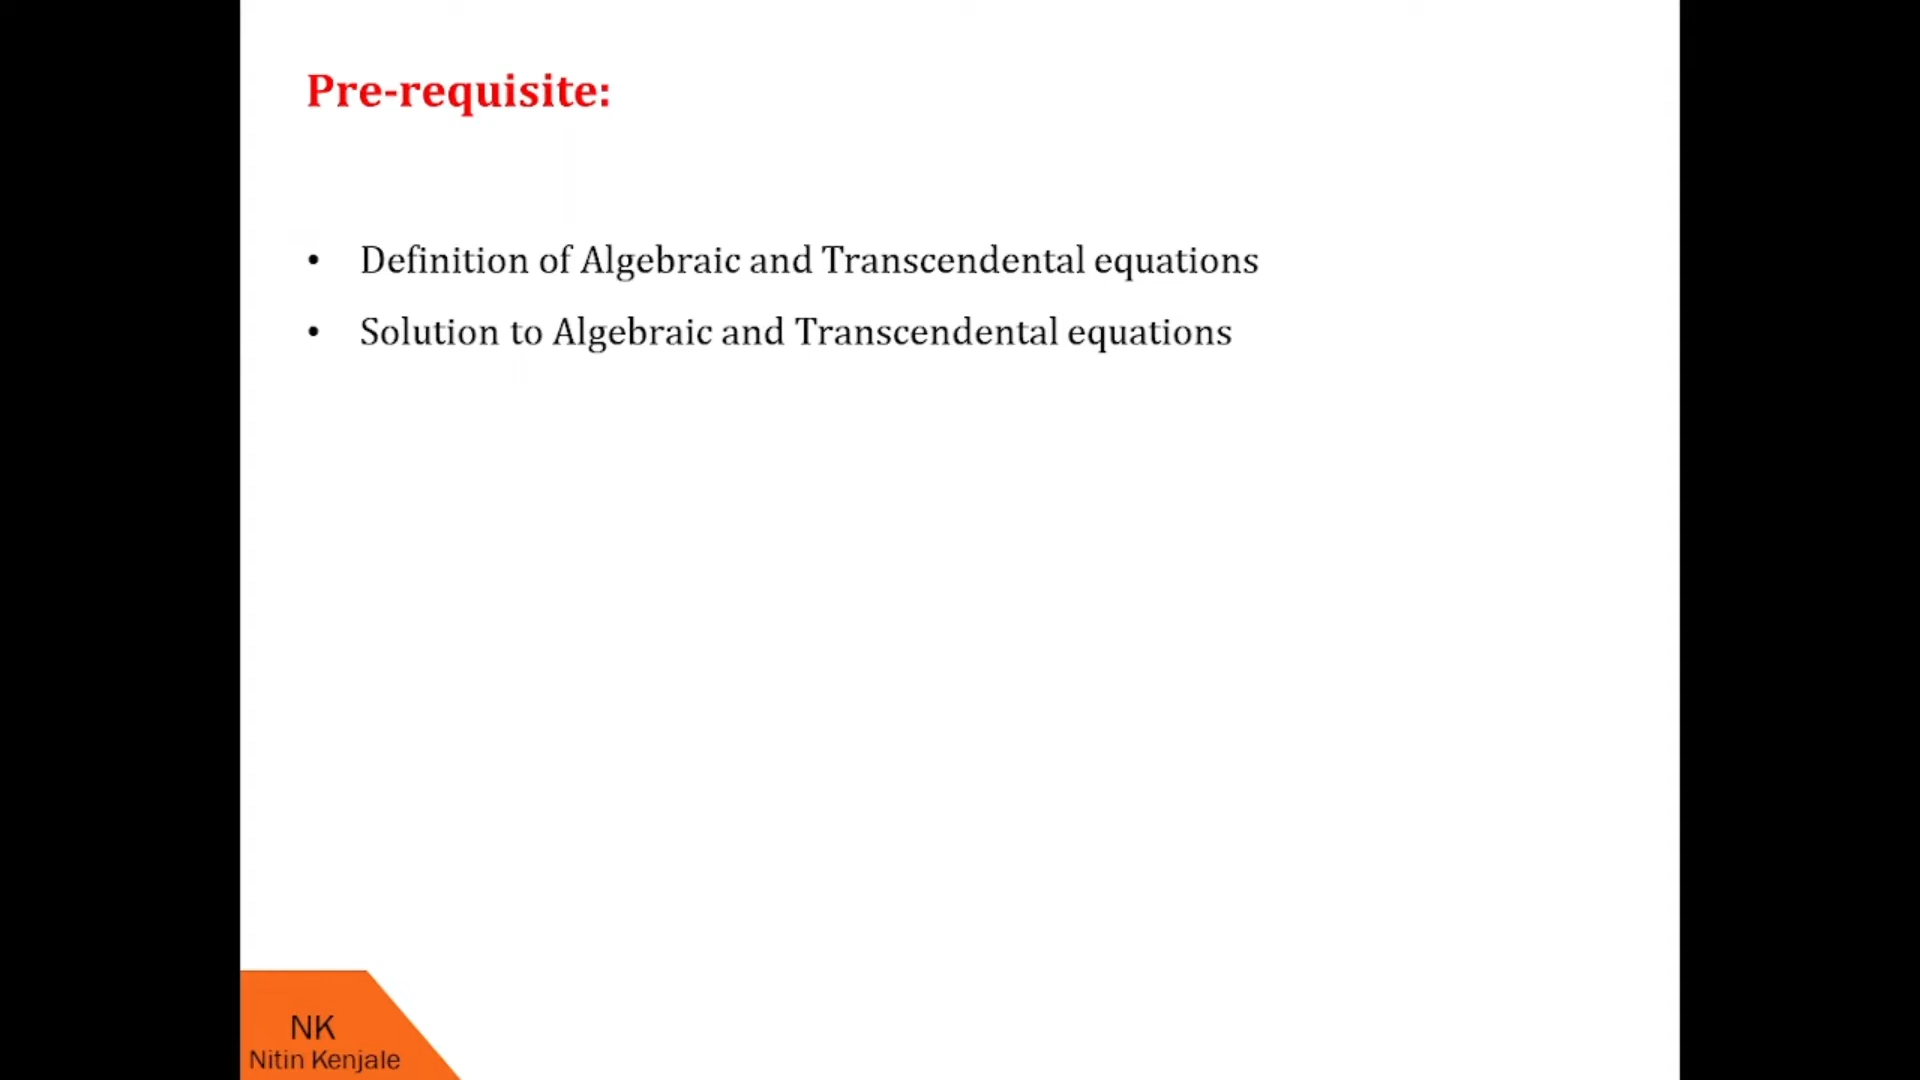 Pre-requisite:
• Definition of Algebraic and Transcendental equations
• Solution to Algebraic and Transcendental equations
NK
Nitin Kenjale